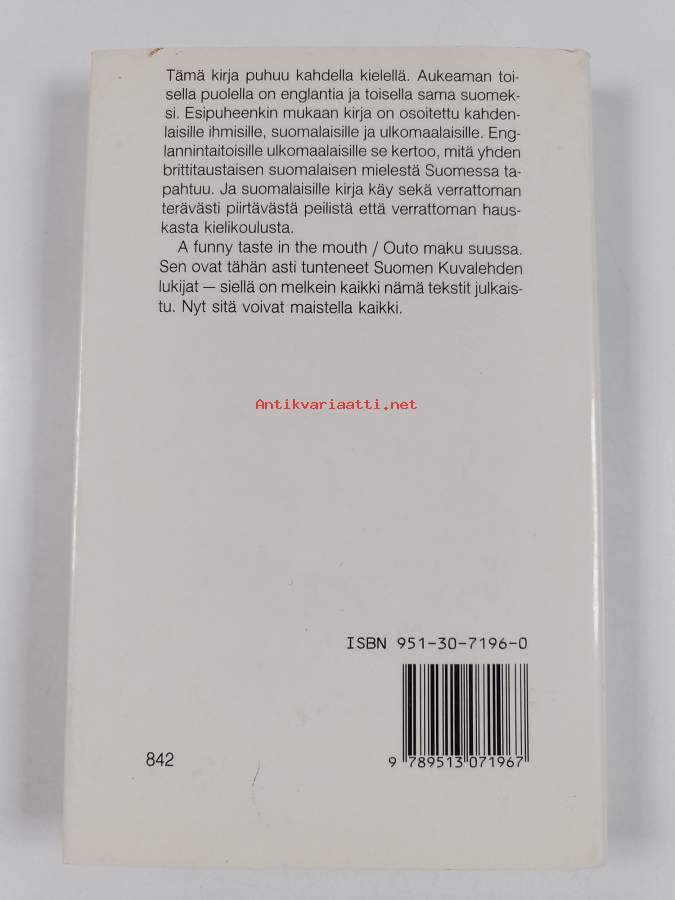 Tämä kirja puhuu kahdella kielellä. Aukeaman toi-
sella puolella on englantia ja toisella sama suomek-
si. Esipuheenkin mukaan kirja on osoitettu kahden-
laisille ihmisille, suomalaisille ja ulkomaalaisille. Eng-
lannintaitoisille ulkomaalaisille se kertoo, mitä yhden
brittitaustaisen suomalaisen mielestä Suomessa ta-
pahtuu. Ja suomalaisille kirja käy sekä verrattoman
terävästi piirtävästä peilistä että verrattoman haus-
kasta kielikoulusta.
A funny taste in the mouth / Outo maku suussa.
Sen ovat tähän asti tunteneet Suomen Kuvalehden
lukijat — siellä on melkein kaikki nämä tekstit julkais-
tu. Nyt sitä voivat maistella kaikki.
Antikvariaatti.net
ISBN 951-30-7196-0
842
9 789513 071967